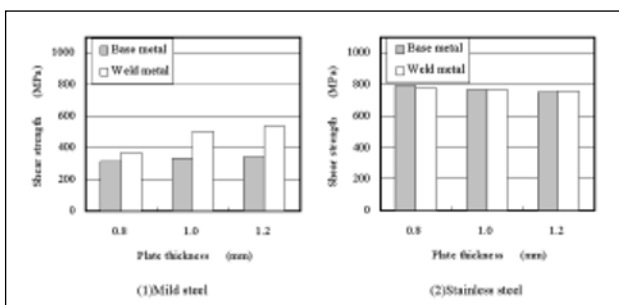 1000
800
600
400
200
0
Shear strength (MPa)
Base metal
Weld metal
0.8 1.0 1.2
Plate thickness (mm)
(1)Mild steel
1000
800
600
400
200
0
Shear strength (MPa)
Base metal
Weld metal
0.8 1.0 1.2
Plate thickness (mm)
(2)Stainless steel